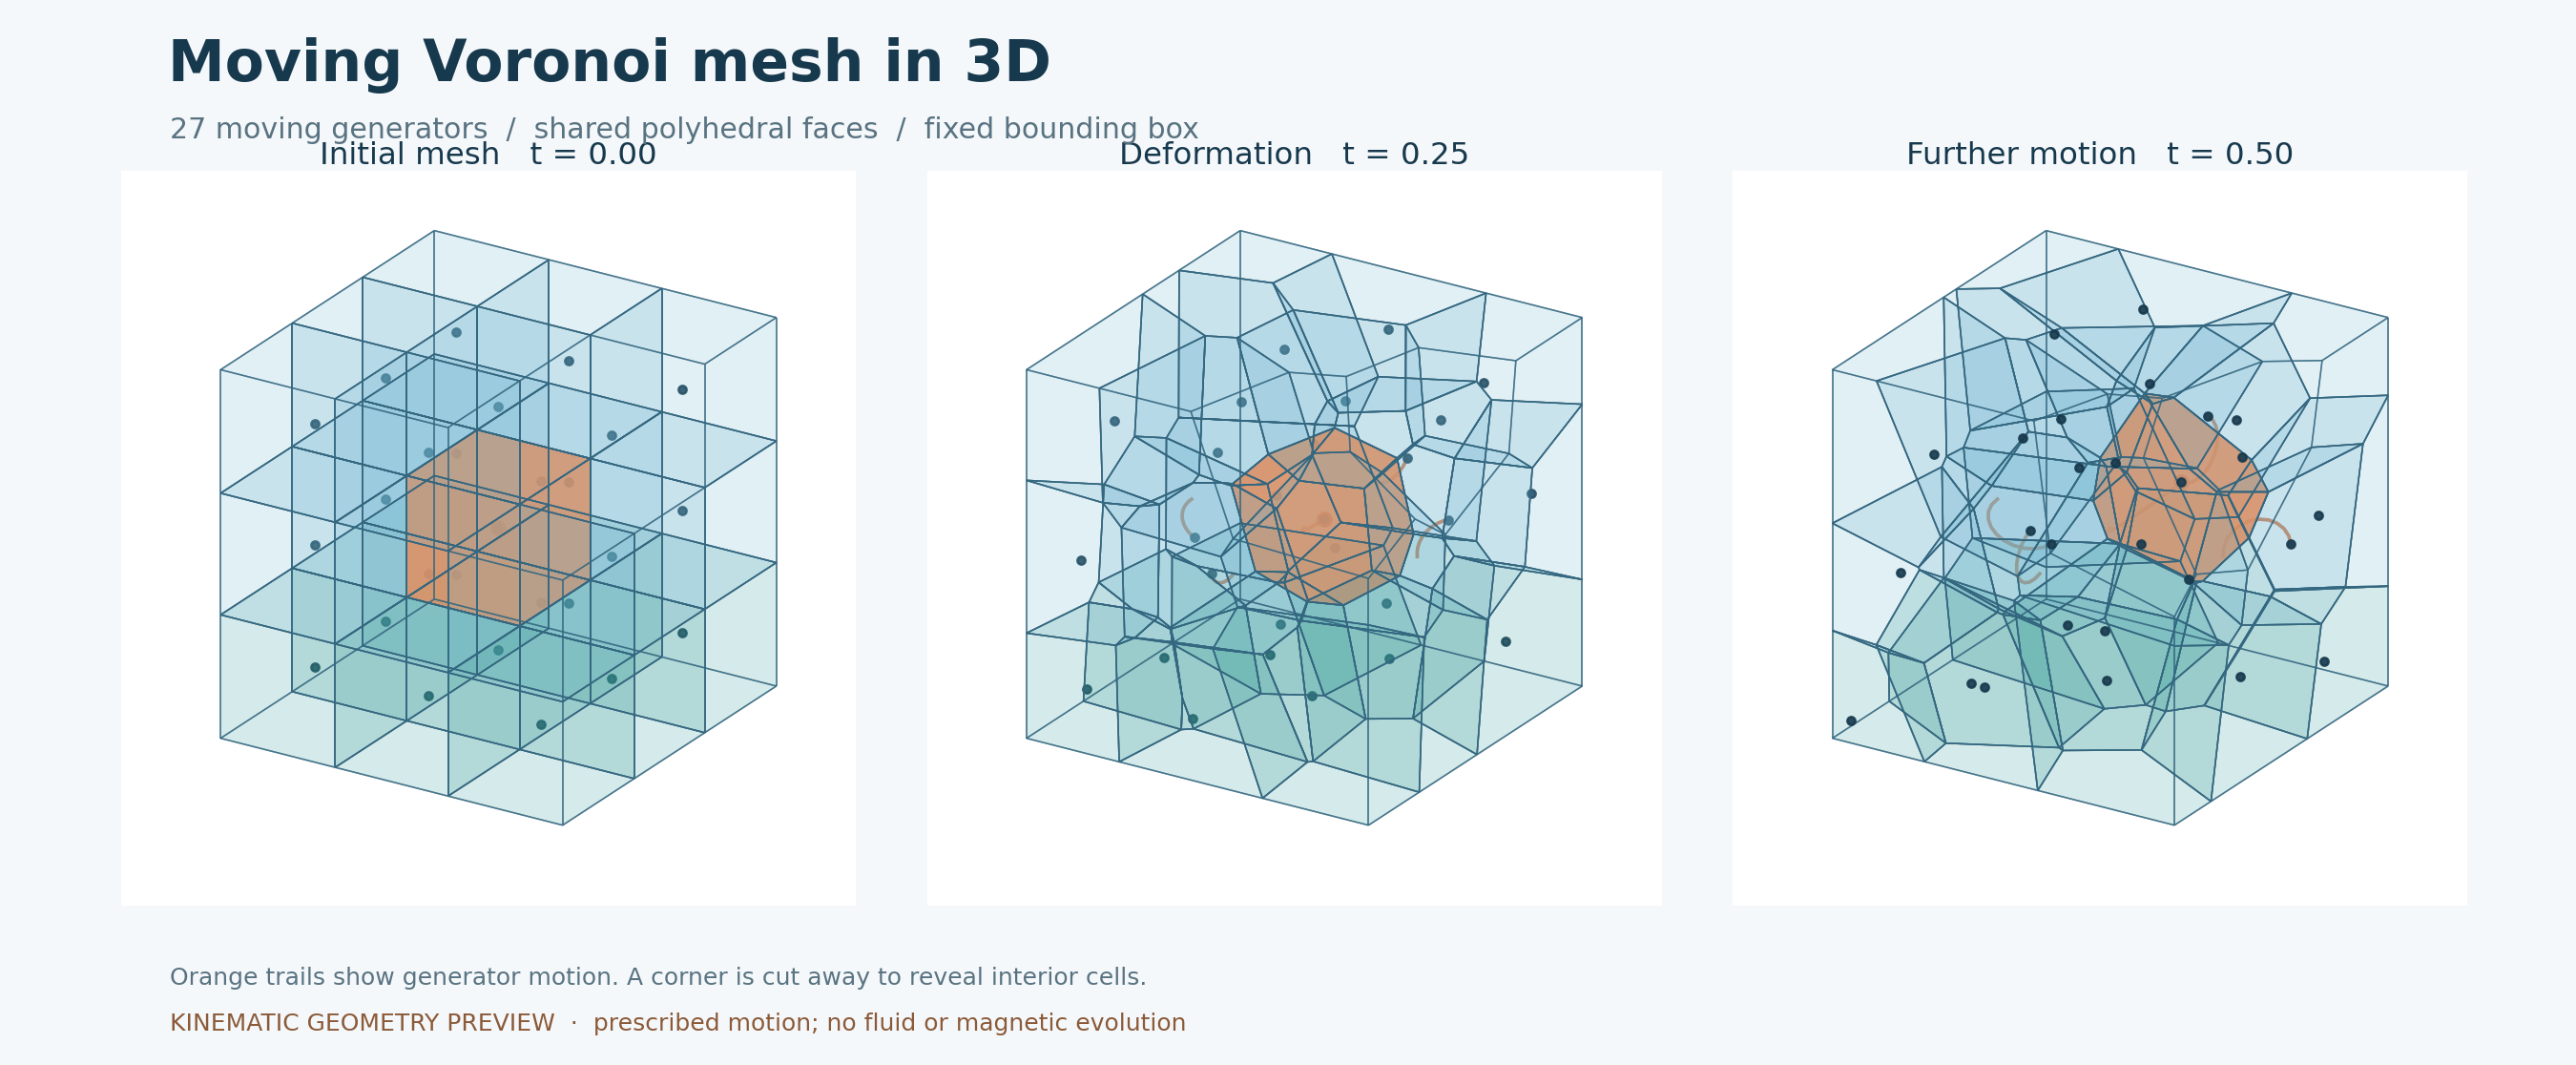 Moving Voronoi mesh in 3D
27 moving generators / shared polyhedral faces / fixed bounding box
Initial mesh t = 0.00
Deformation t = 0.25
Further motion t = 0.50
Orange trails show generator motion. A corner is cut away to reveal interior cells.
KINEMATIC GEOMETRY PREVIEW · prescribed motion; no fluid or magnetic evolution